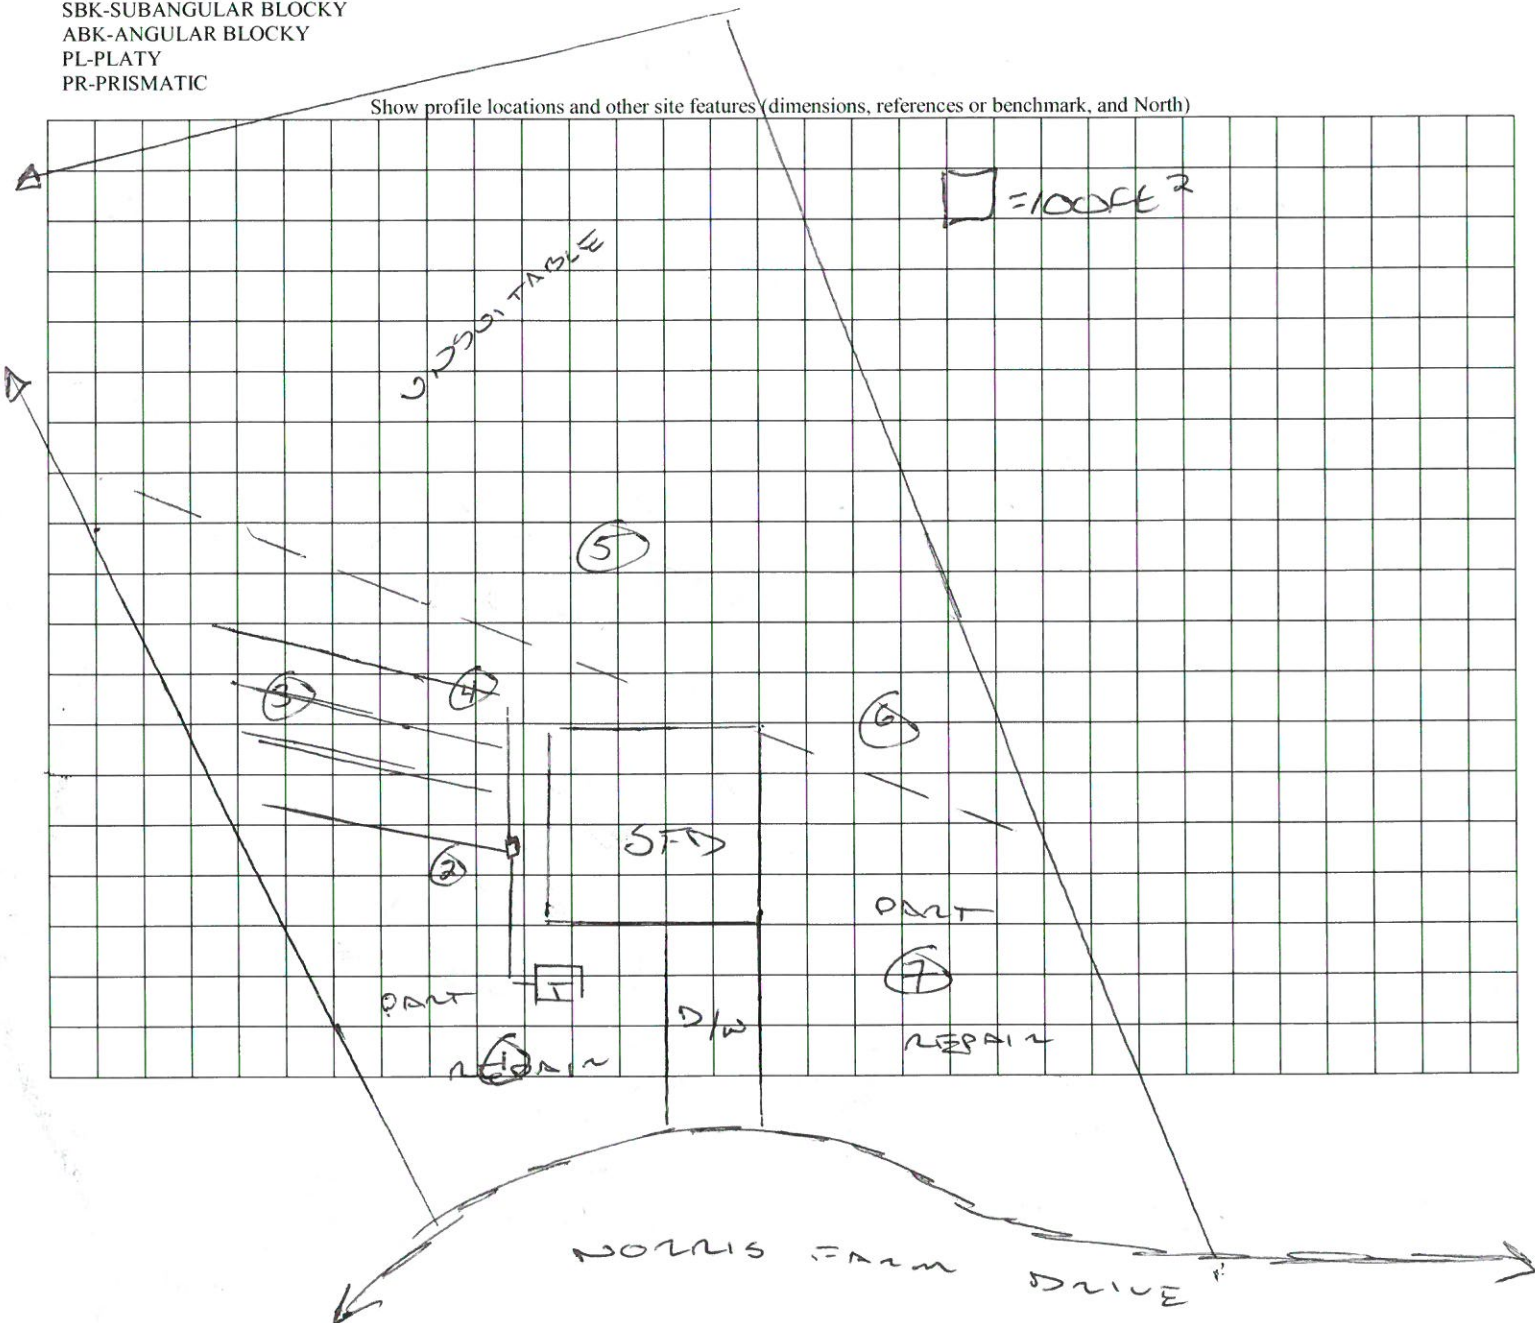 SBK-SUBANGULAR BLOCKY
ABK-ANGULAR BLOCKY
PL-PLATY
PR-PRISMATIC
Show profile locations and other site features (dimensions, references or benchmark, and North)
=100FT²
UNSUITABLE
5
3
4
6
SFD
2
PART
7
PART
T
D/W
REPAIR
1
REPAIR
NORRIS FARM DRIVE